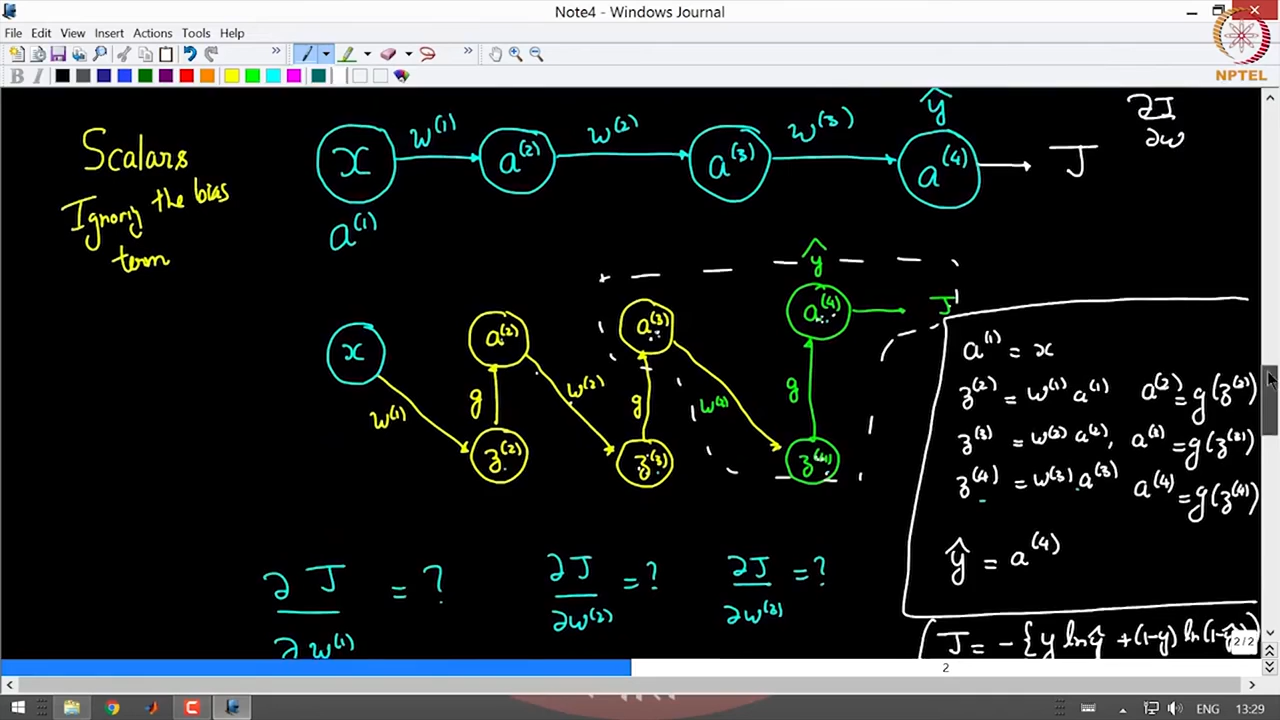 Note4 - Windows Journal
File Edit View Insert Actions Tools Help
NPTEL
Scalars
Ignoring the bias
term
x w⁽¹⁾ a⁽²⁾ w⁽²⁾ a⁽³⁾ w⁽³⁾ a⁽⁴⁾ ŷ J
∂J
∂w
a⁽¹⁾
x w⁽¹⁾ z⁽²⁾ g a⁽²⁾ w⁽²⁾ z⁽³⁾ g a⁽³⁾ w⁽³⁾ z⁽⁴⁾ g a⁽⁴⁾ ŷ J
a⁽¹⁾ = x
z⁽²⁾ = w⁽¹⁾ a⁽¹⁾ a⁽²⁾ = g(z⁽²⁾)
z⁽³⁾ = w⁽²⁾ a⁽²⁾, a⁽³⁾ = g(z⁽³⁾)
z⁽⁴⁾ = w⁽³⁾ a⁽³⁾ a⁽⁴⁾ = g(z⁽⁴⁾)
ŷ = a⁽⁴⁾
∂J/∂w⁽¹⁾ = ? ∂J/∂w⁽²⁾ = ? ∂J/∂w⁽³⁾ = ?
J = - {y ln ŷ + (1-y) ln(1-ŷ)
2/2
2
ENG 13:29